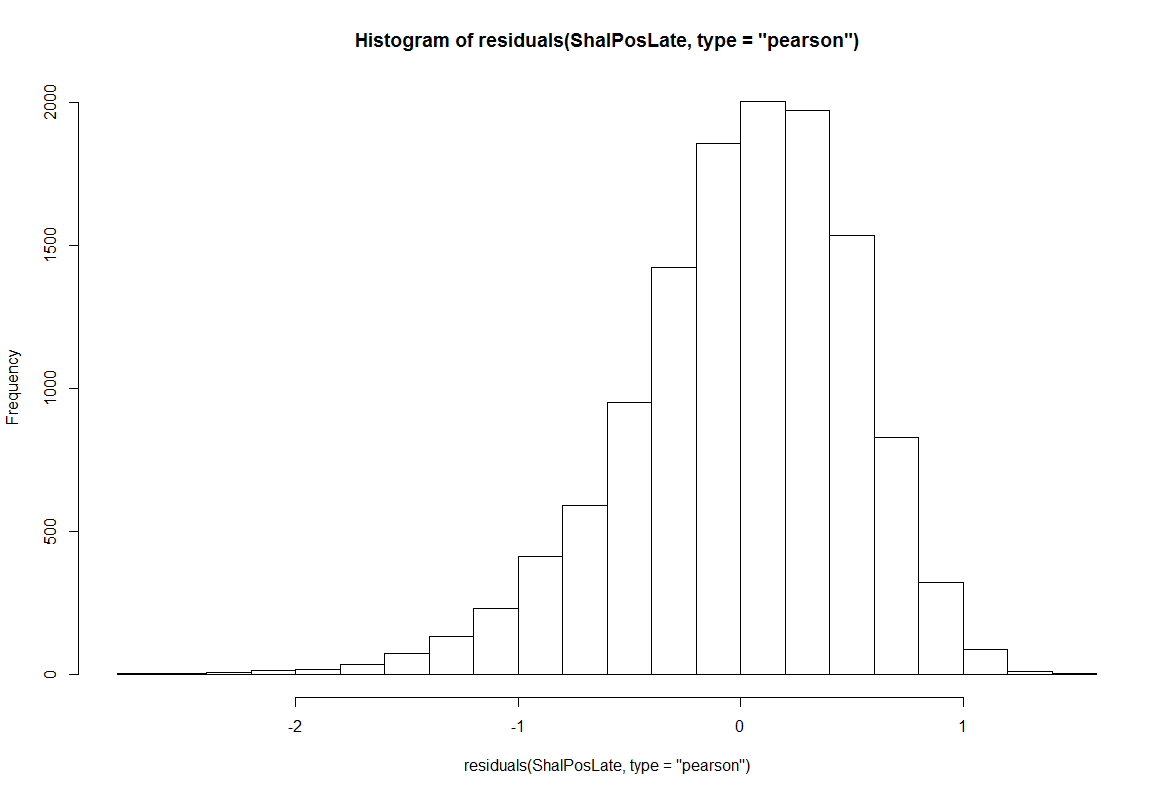 Histogram of residuals(ShalPosLate, type = "pearson")
Frequency
2000
1500
1000
500
0
-2 -1 0 1
residuals(ShalPosLate, type = "pearson")